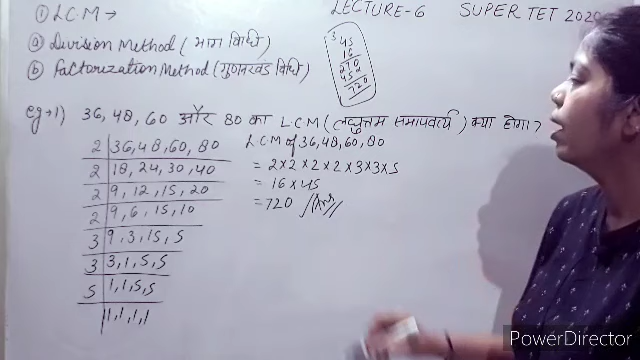 ① L.C.M →
LECTURE-6 SUPER TET 2020
ⓐ Division Method ( भाग विधि )
ⓑ Factorization Method ( गुणनखंड विधि )
3 45
16
270
45 2
720
eg → 1) 36, 48, 60 और 80 का L.C.M ( लघुत्तम समापवर्त्य ) क्या होगा ?
2 | 36, 48, 60, 80
2 | 18, 24, 30, 40
2 | 9, 12, 15, 20
2 | 9, 6, 15, 10
3 | 9, 3, 15, 5
3 | 3, 1, 5, 5
5 | 1, 1, 5, 5
| 1, 1, 1, 1
L.C.M of 36, 48, 60, 80
= 2 × 2 × 2 × 2 × 3 × 3 × 5
= 16 × 45
= 720 // Ans //
PowerDirector